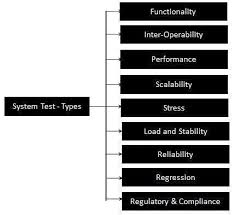 Functionality
Inter-Operability
Performance
Scalability
System Test - Types
Stress
Load and Stability
Reliability
Regression
Regulatory & Compliance